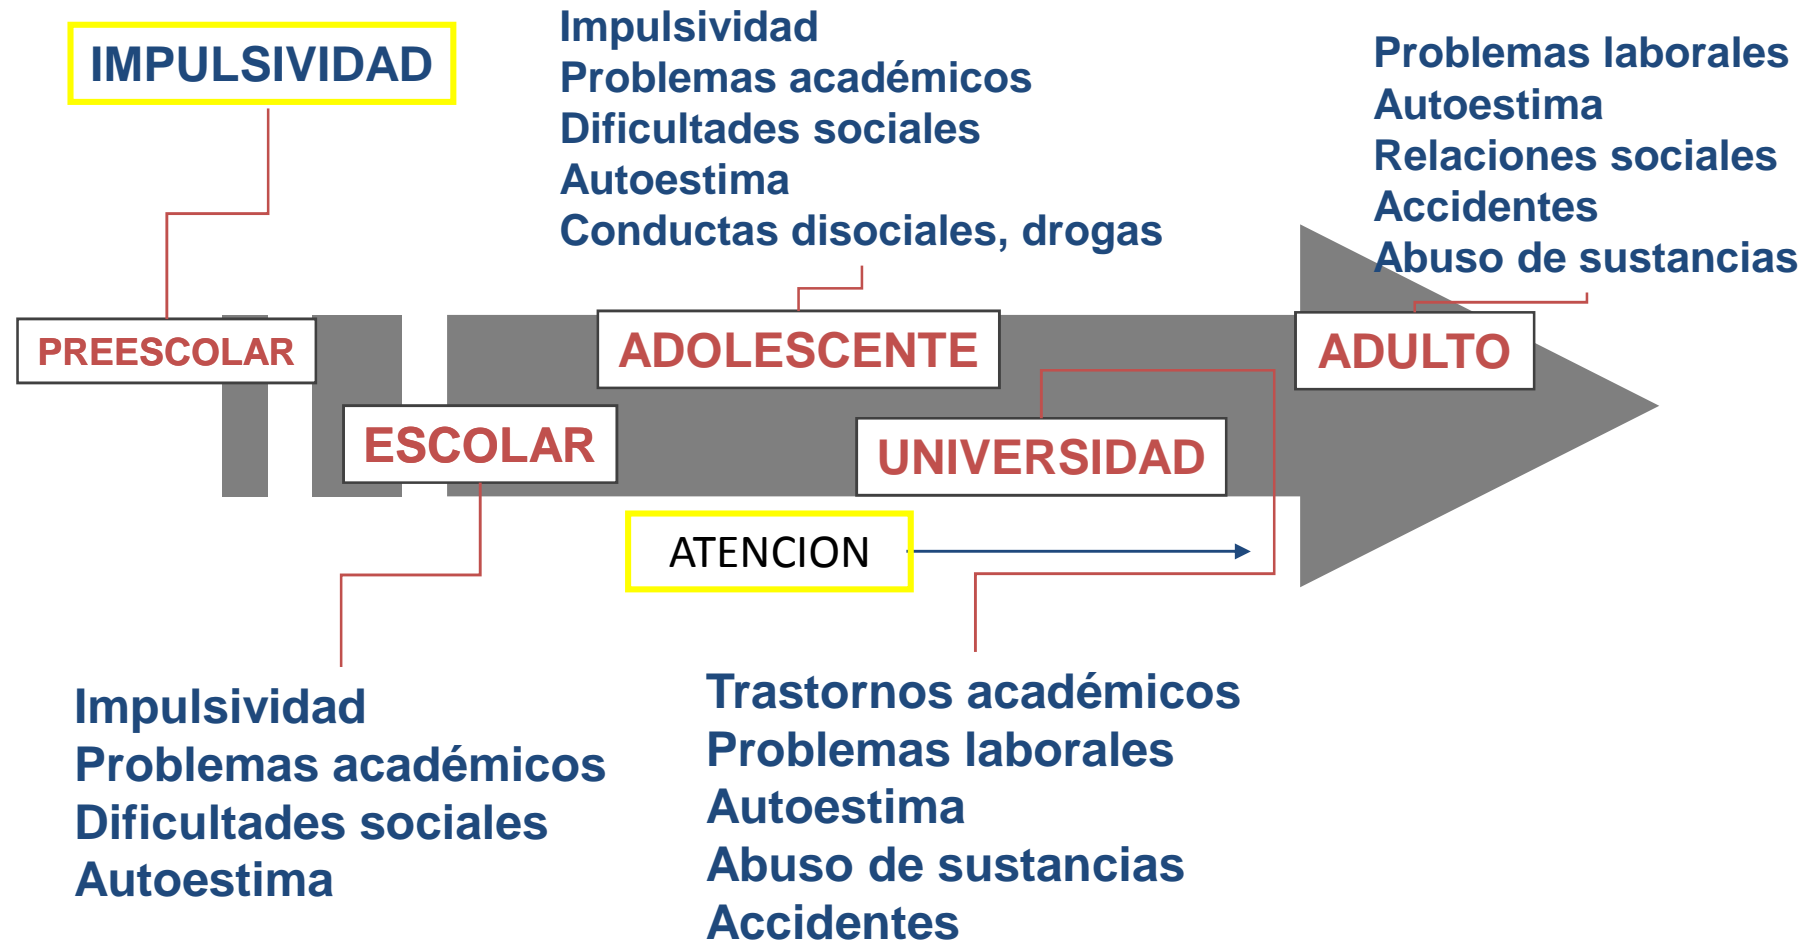 IMPULSIVIDAD
Impulsividad
Problemas académicos
Dificultades sociales
Autoestima
Conductas disociales, drogas
Problemas laborales
Autoestima
Relaciones sociales
Accidentes
Abuso de sustancias
PREESCOLAR
ADOLESCENTE
ADULTO
ESCOLAR
UNIVERSIDAD
ATENCION
Impulsividad
Problemas académicos
Dificultades sociales
Autoestima
Trastornos académicos
Problemas laborales
Autoestima
Abuso de sustancias
Accidentes